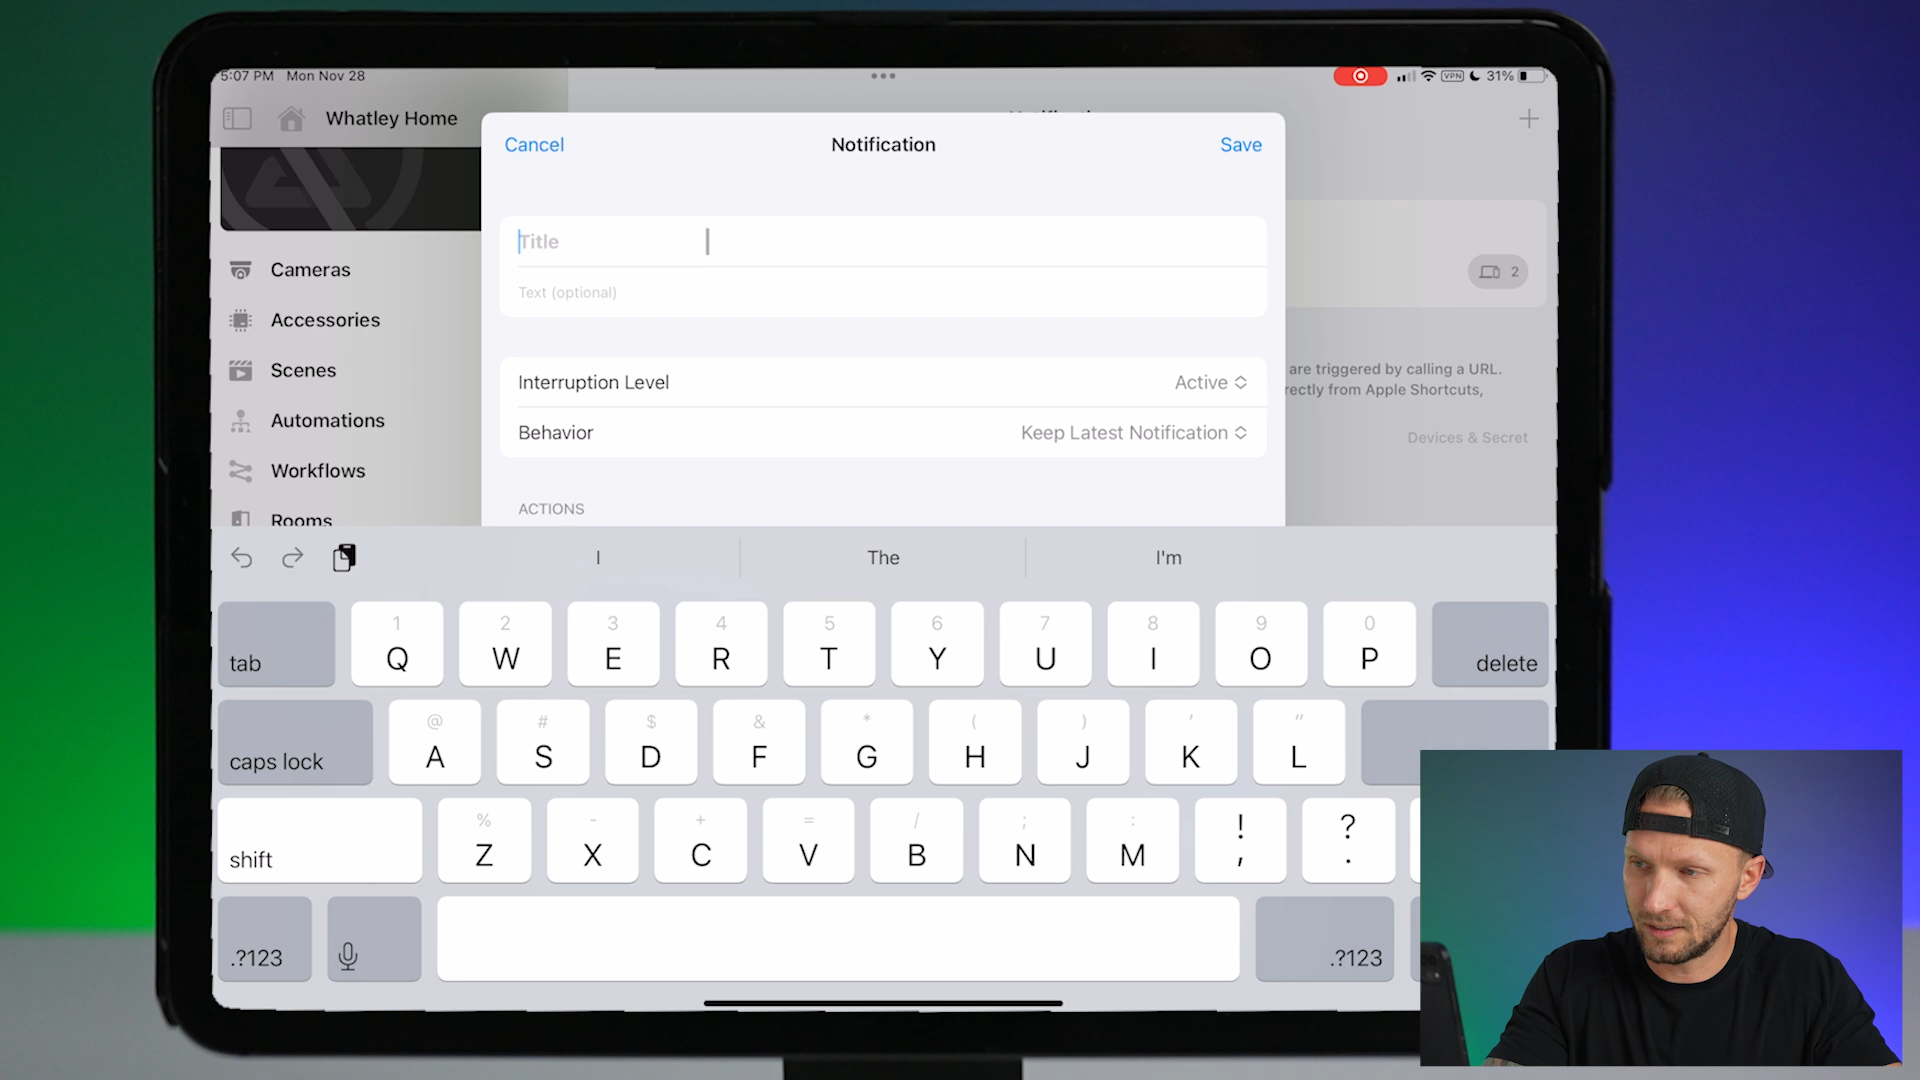 5:07 PM Mon Nov 28
VPN 31%
Whatley Home
Cancel
Notification
Save
Title
Text (optional)
Cameras
Accessories
Scenes
Automations
Workflows
Rooms
2
Interruption Level
Active
Behavior
Keep Latest Notification
ACTIONS
are triggered by calling a URL.
rectly from Apple Shortcuts,
Devices & Secret
I
The
I'm
tab
1 2 3 4 5 6 7 8 9 0
Q W E R T Y U I O P
delete
@ # $ & * ( ) ' "
caps lock
A S D F G H J K L
% - + = / ; : ! ?
shift
Z X C V B N M , .
.?123
.?123